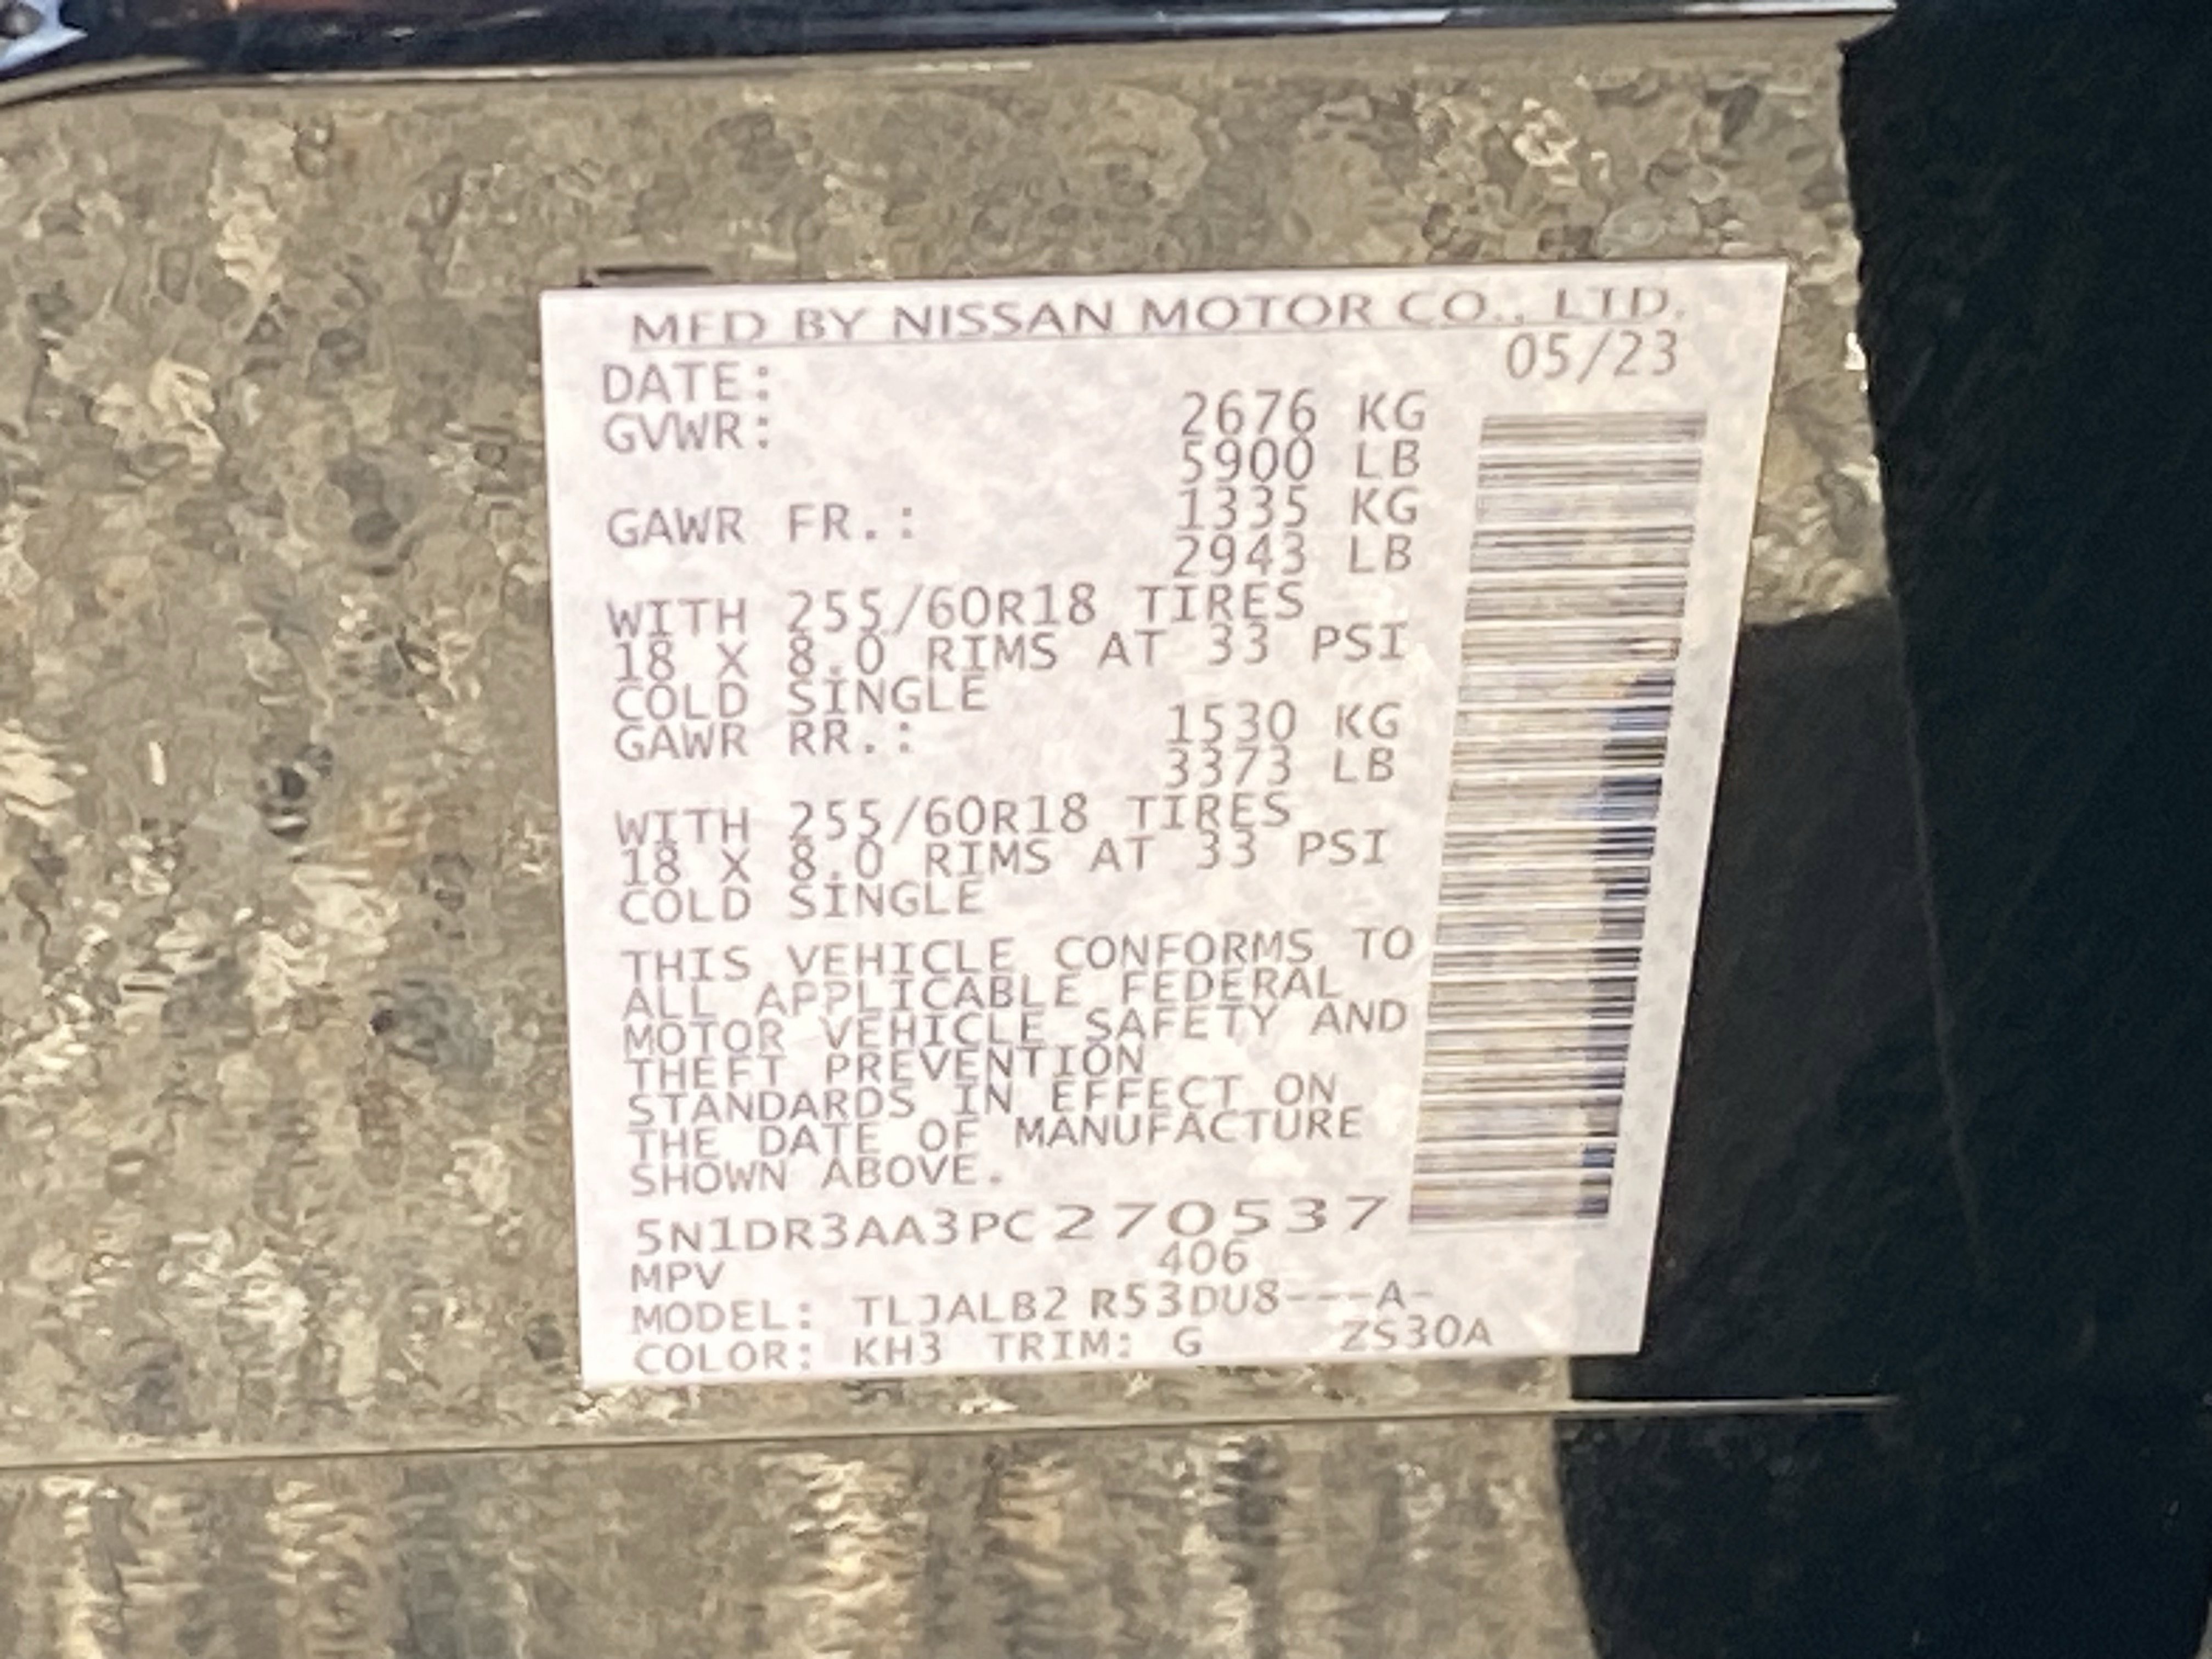 MFD BY NISSAN MOTOR CO., LTD.
DATE: 05/23
GVWR: 2676 KG
5900 LB
GAWR FR.: 1335 KG
2943 LB
WITH 255/60R18 TIRES
18 X 8.0 RIMS AT 33 PSI
COLD SINGLE
GAWR RR.: 1530 KG
3373 LB
WITH 255/60R18 TIRES
18 X 8.0 RIMS AT 33 PSI
COLD SINGLE
THIS VEHICLE CONFORMS TO
ALL APPLICABLE FEDERAL
MOTOR VEHICLE SAFETY AND
THEFT PREVENTION
STANDARDS IN EFFECT ON
THE DATE OF MANUFACTURE
SHOWN ABOVE.
5N1DR3AA3PC270537
MPV 406
MODEL: TLJALB2 R53DU8---A-
COLOR: KH3 TRIM: G ZS30A